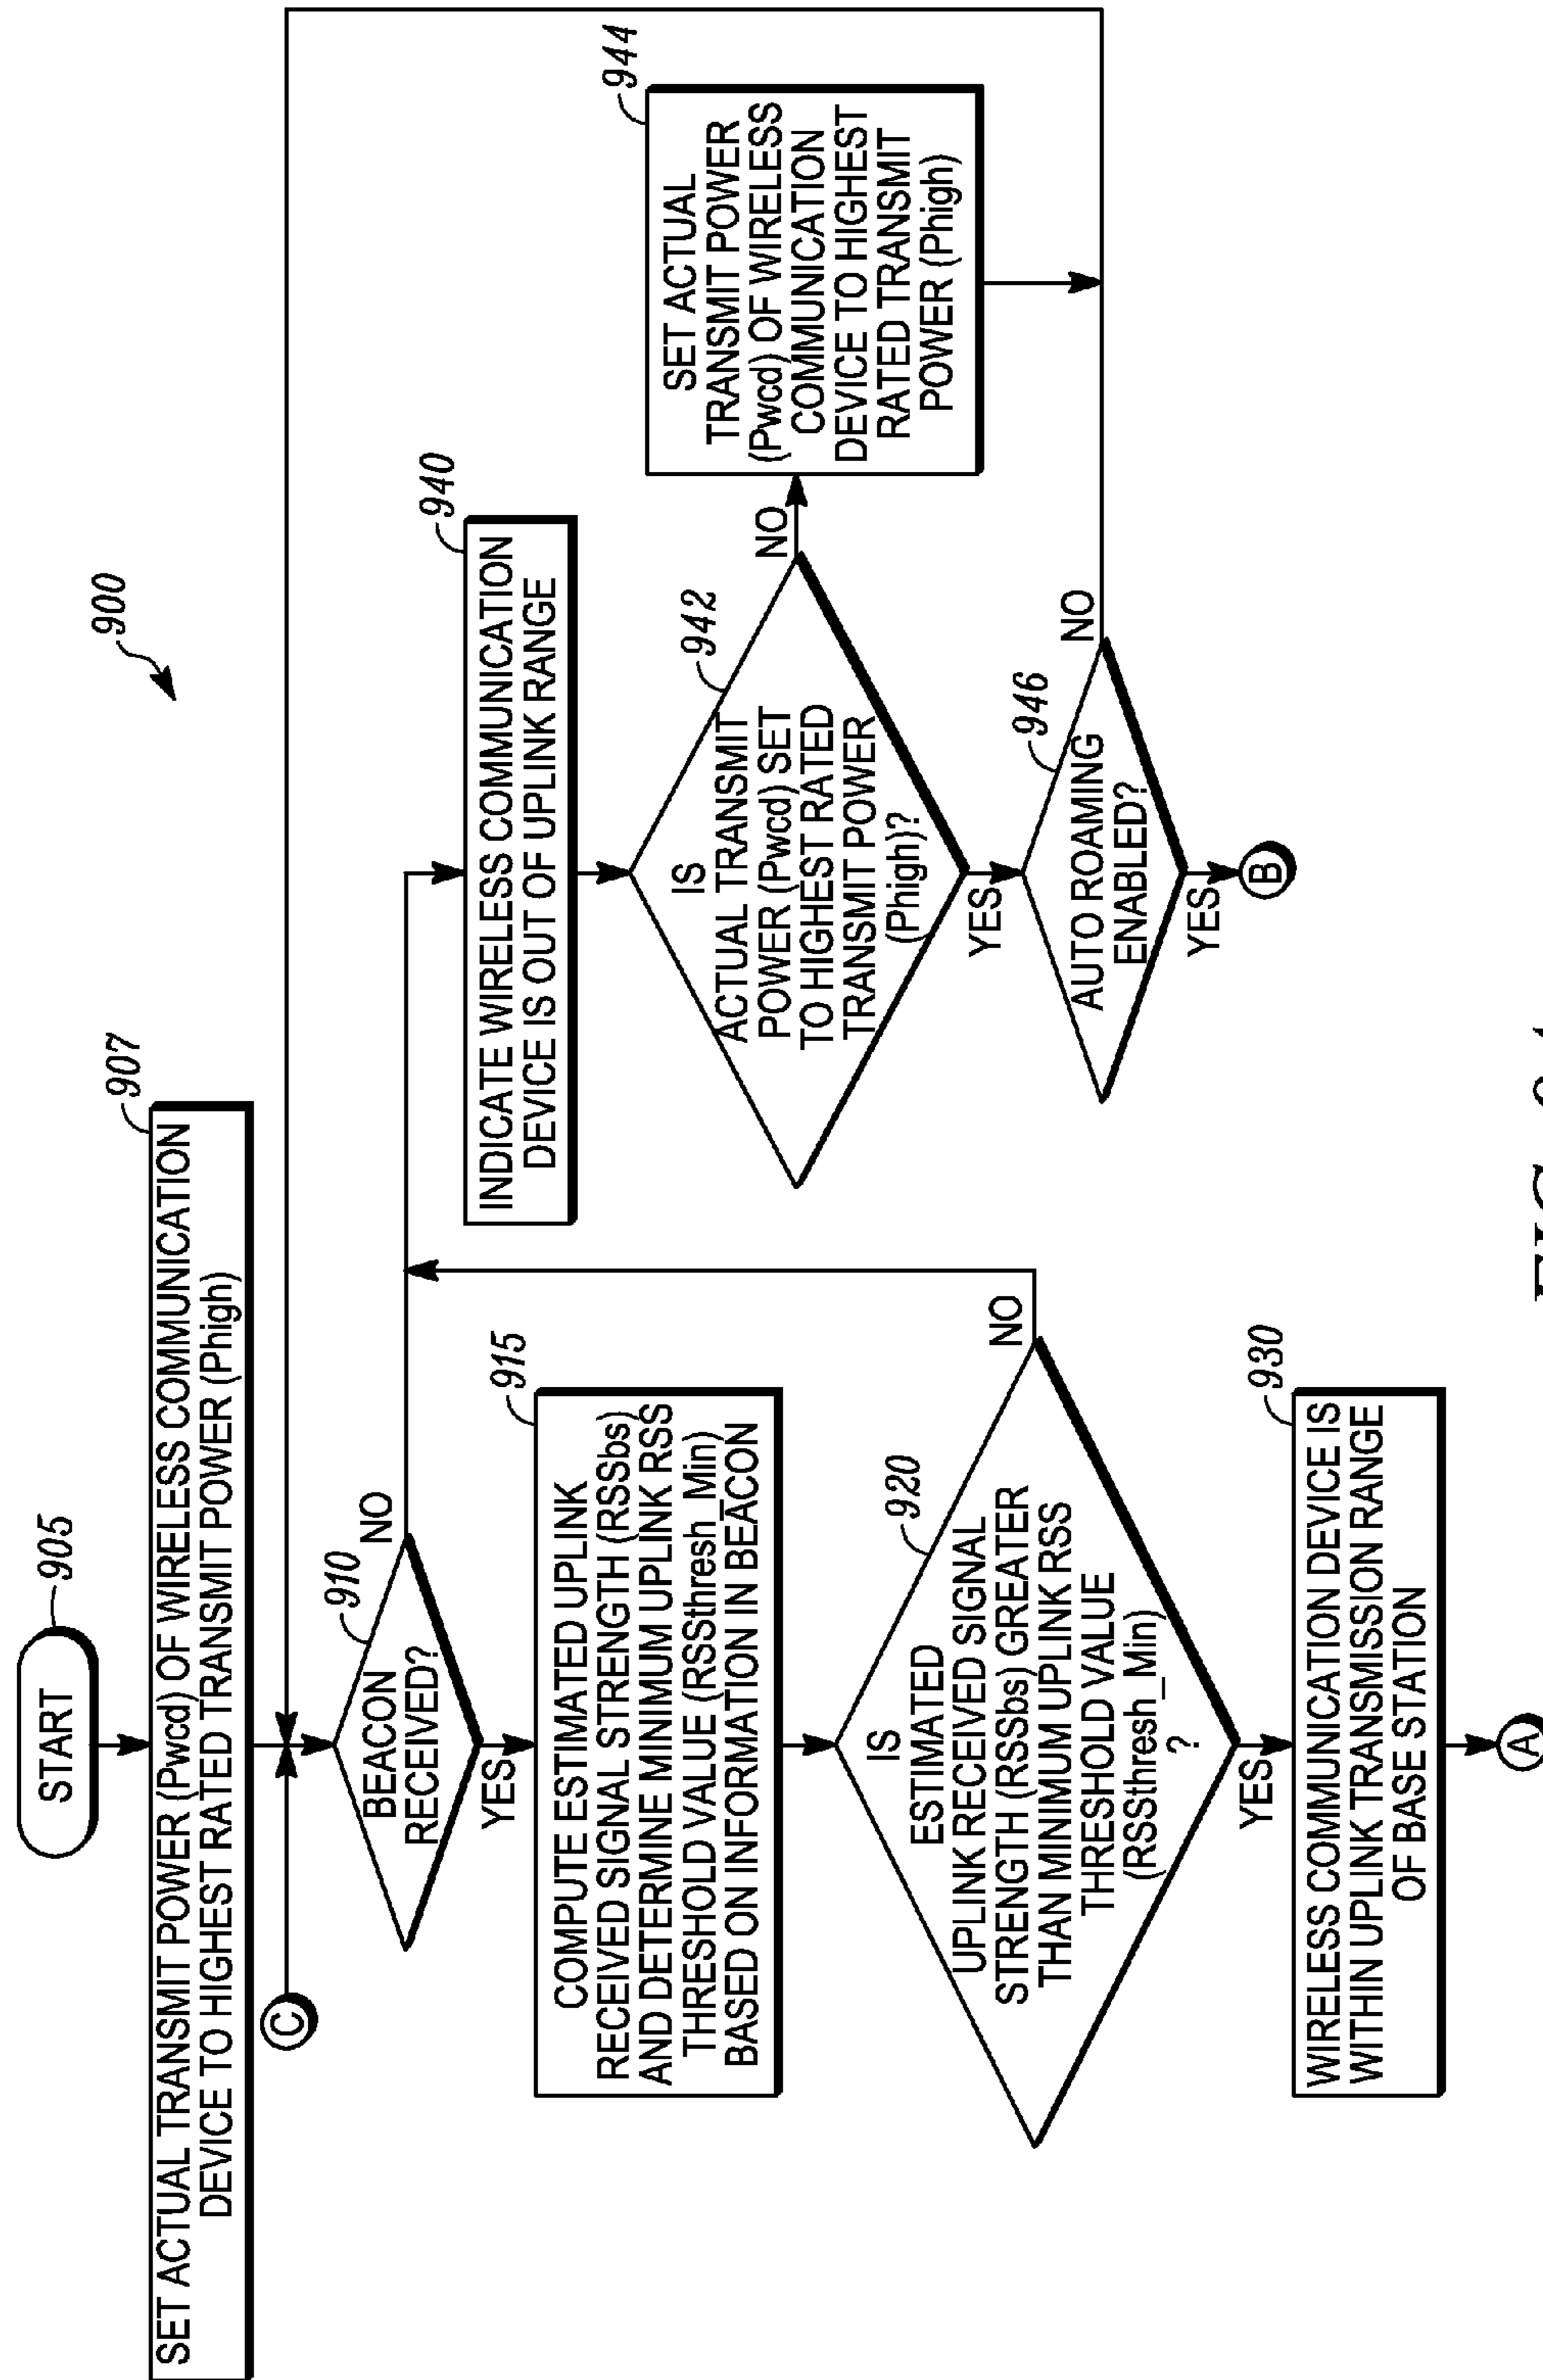 900
START
905
SET ACTUAL TRANSMIT POWER (Pwcd) OF WIRELESS COMMUNICATION
DEVICE TO HIGHEST RATED TRANSMIT POWER (Phigh)
907
C
BEACON
RECEIVED?
910
NO
YES
COMPUTE ESTIMATED UPLINK
RECEIVED SIGNAL STRENGTH (RSSbs)
AND DETERMINE MINIMUM UPLINK RSS
THRESHOLD VALUE (RSSthresh_Min)
BASED ON INFORMATION IN BEACON
915
IS
ESTIMATED
UPLINK RECEIVED SIGNAL
STRENGTH (RSSbs) GREATER
THAN MINIMUM UPLINK RSS
THRESHOLD VALUE
(RSSthresh_Min)
?
920
NO
YES
WIRELESS COMMUNICATION DEVICE IS
WITHIN UPLINK TRANSMISSION RANGE
OF BASE STATION
930
A
INDICATE WIRELESS COMMUNICATION
DEVICE IS OUT OF UPLINK RANGE
940
IS
ACTUAL TRANSMIT
POWER (Pwcd) SET
TO HIGHEST RATED
TRANSMIT POWER
(Phigh)?
942
NO
YES
SET ACTUAL
TRANSMIT POWER
(Pwcd) OF WIRELESS
COMMUNICATION
DEVICE TO HIGHEST
RATED TRANSMIT
POWER (Phigh)
944
AUTO ROAMING
ENABLED?
946
NO
YES
B